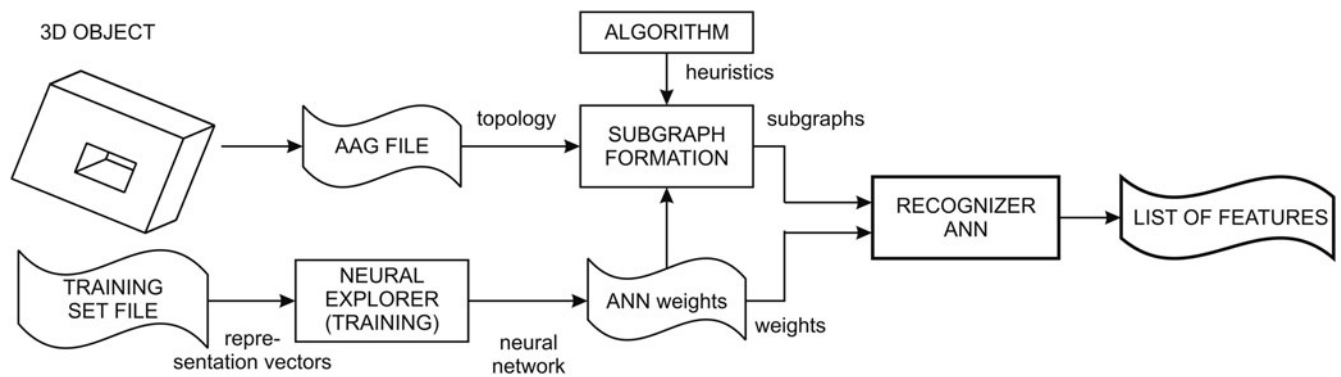 3D OBJECT
ALGORITHM
heuristics
AAG FILE
topology
SUBGRAPH
FORMATION
subgraphs
RECOGNIZER
ANN
LIST OF FEATURES
TRAINING
SET FILE
repre-
sentation vectors
NEURAL
EXPLORER
(TRAINING)
neural
network
ANN weights
weights